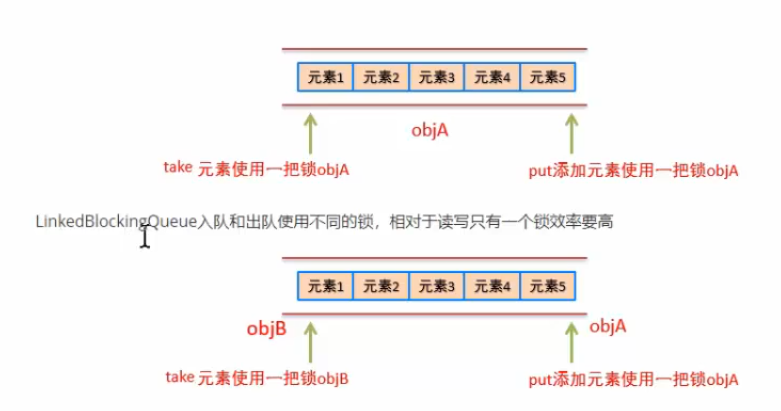 元素1 元素2 元素3 元素4 元素5
objA
take 元素使用一把锁objA
put添加元素使用一把锁objA
LinkedBlockingQueue入队和出队使用不同的锁，相对于读写只有一个锁效率要高
元素1 元素2 元素3 元素4 元素5
objB
objA
take 元素使用一把锁objB
put添加元素使用一把锁objA